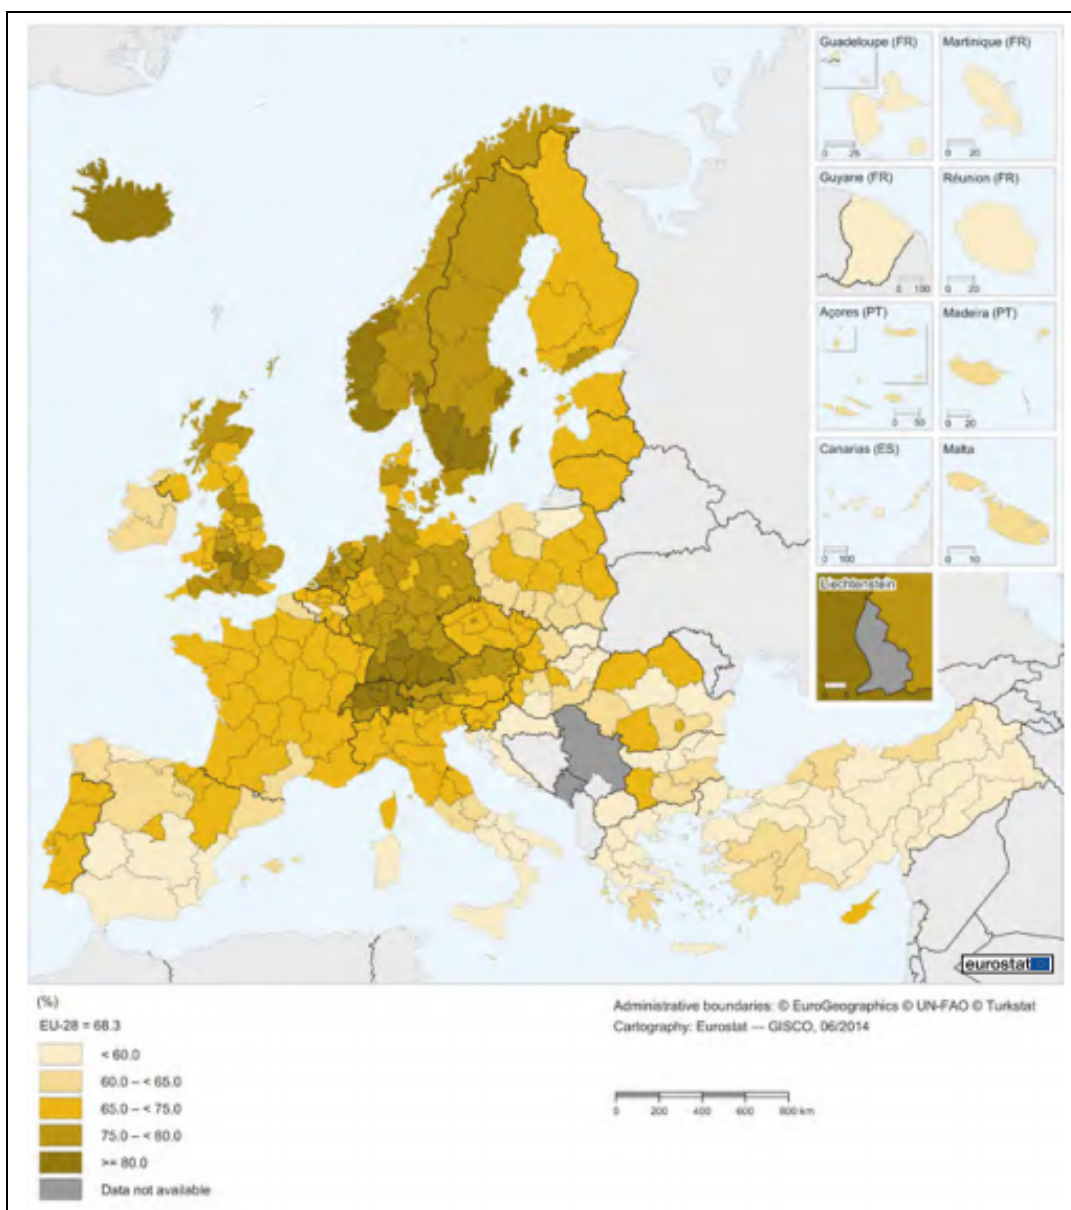 Guadeloupe (FR)
Martinique (FR)
0 25
0 20
Guyane (FR)
Réunion (FR)
0 100
0 20
Açores (PT)
Madeira (PT)
0 50
0 20
Canarias (ES)
Malta
0 100
0 10
Liechtenstein
eurostat
(%)
EU-28 = 68.3
< 60.0
60.0 – < 65.0
65.0 – < 75.0
75.0 – < 80.0
>= 80.0
Data not available
Administrative boundaries: © EuroGeographics © UN-FAO © Turkstat
Cartography: Eurostat — GISCO, 06/2014
0 200 400 600 800 km